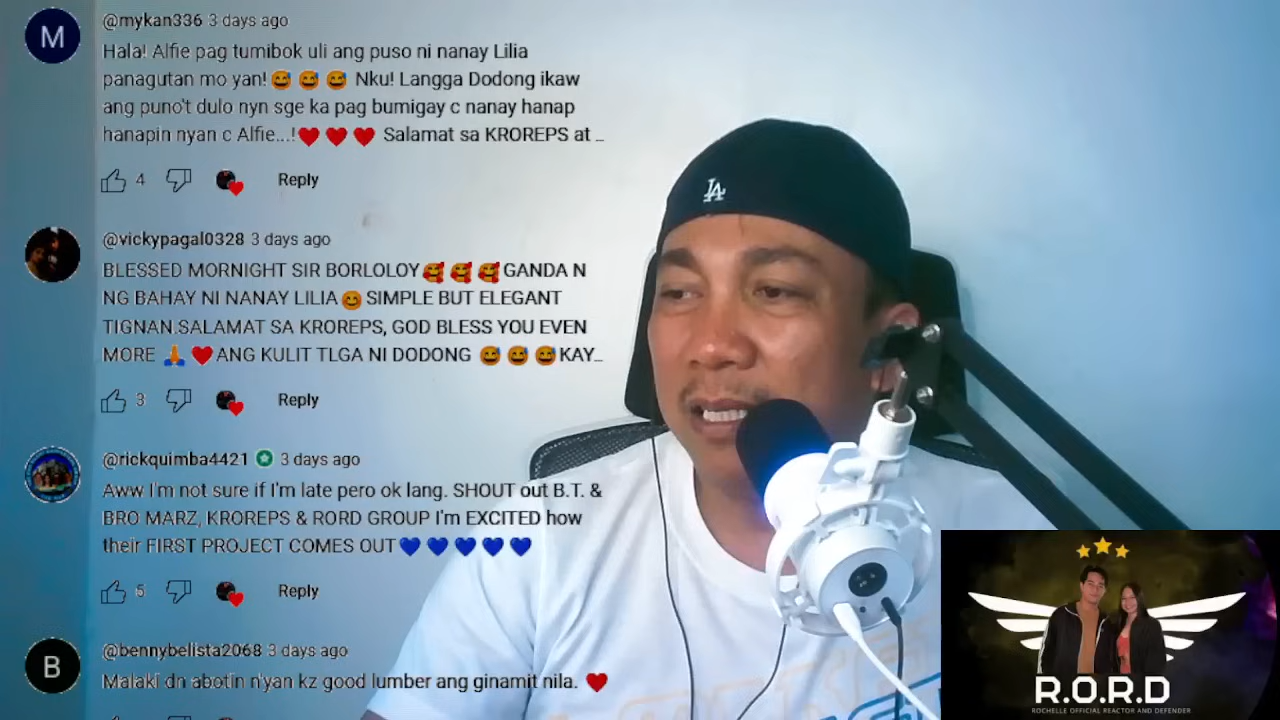 M
@mykan336 3 days ago
Hala! Alfie pag tumibok uli ang puso ni nanay Lilia
panagutan mo yan! 😅 😅 😅 Nku! Langga Dodong ikaw
ang puno't dulo nyn sge ka pag bumigay c nanay hanap
hanapin nyan c Alfie...!❤️ ❤️ ❤️ Salamat sa KROREPS at ...
4 Reply
@vickypagal0328 3 days ago
BLESSED MORNIGHT SIR BORLOLOY🥰 🥰 🥰GANDA N
NG BAHAY NI NANAY LILIA😊SIMPLE BUT ELEGANT
TIGNAN.SALAMAT SA KROREPS, GOD BLESS YOU EVEN
MORE 🙏 ❤️ANG KULIT TLGA NI DODONG 😅 😅 😅KAY...
3 Reply
@rickquimba4421 3 days ago
Aww I'm not sure if I'm late pero ok lang. SHOUT out B.T. &
BRO MARZ, KROREPS & RORD GROUP I'm EXCITED how
their FIRST PROJECT COMES OUT💙 💙 💙 💙 💙
5 Reply
B
@bennybelista2068 3 days ago
Malaki dn abotin n'yan kz good lumber ang ginamit nila. ❤️
LA
R.O.R.D
ROCHELLE OFFICIAL REACTOR AND DEFENDER